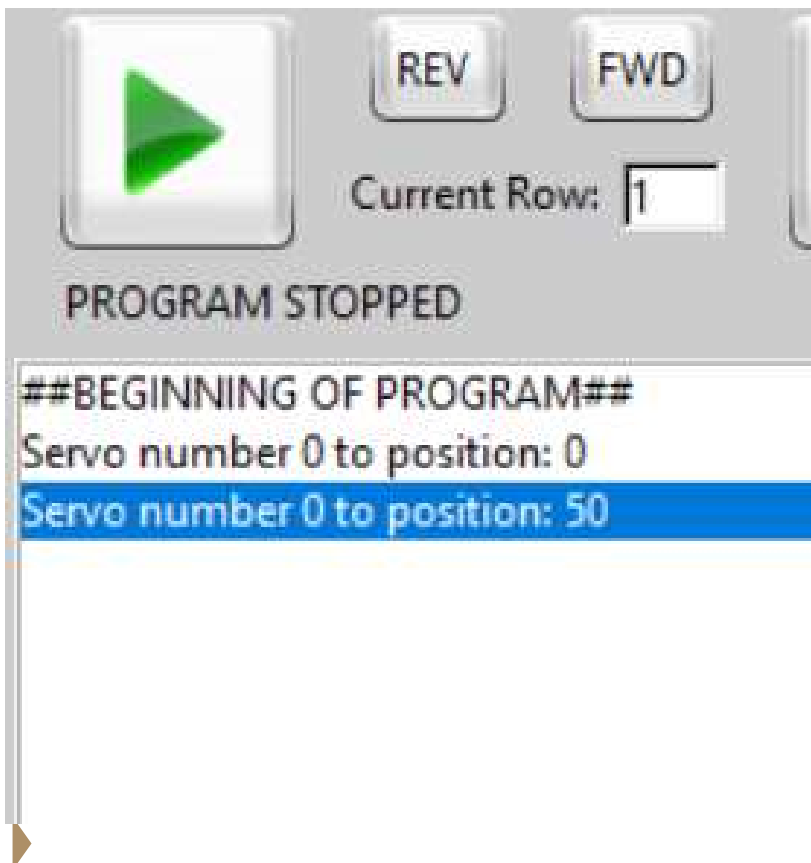 REV
FWD
Current Row: 1
PROGRAM STOPPED
##BEGINNING OF PROGRAM##
Servo number 0 to position: 0
Servo number 0 to position: 50